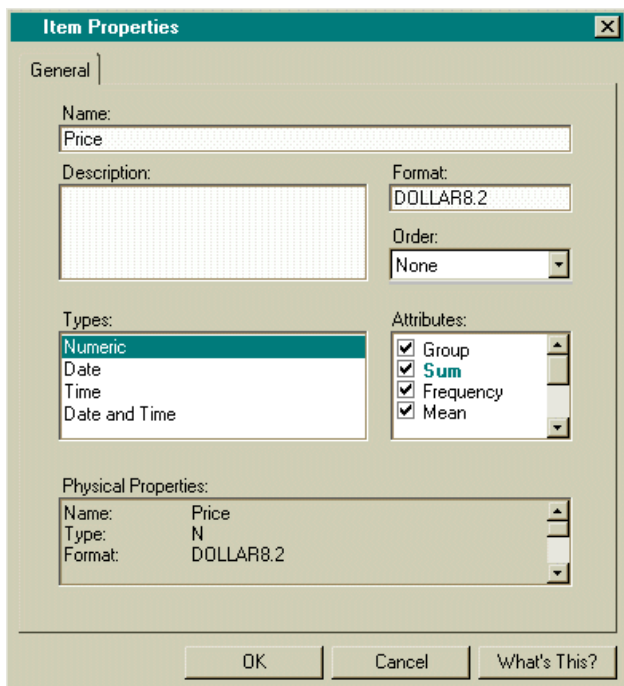 Item Properties
General
Name:
Price
Description:
Format:
DOLLAR8.2
Order:
None
Types:
Numeric
Date
Time
Date and Time
Attributes:
Group
Sum
Frequency
Mean
Physical Properties:
Name: Price
Type: N
Format: DOLLAR8.2
OK Cancel What's This?